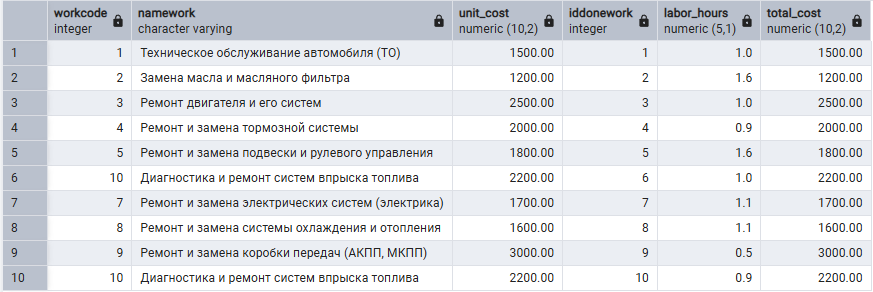 workcode namework unit_cost iddonework labor_hours total_cost
integer character varying numeric (10,2) integer numeric (5,1) numeric (10,2)
1 1 Техническое обслуживание автомобиля (ТО) 1500.00 1 1.0 1500.00
2 2 Замена масла и масляного фильтра 1200.00 2 1.6 1200.00
3 3 Ремонт двигателя и его систем 2500.00 3 1.0 2500.00
4 4 Ремонт и замена тормозной системы 2000.00 4 0.9 2000.00
5 5 Ремонт и замена подвески и рулевого управления 1800.00 5 1.6 1800.00
6 10 Диагностика и ремонт систем впрыска топлива 2200.00 6 1.0 2200.00
7 7 Ремонт и замена электрических систем (электрика) 1700.00 7 1.1 1700.00
8 8 Ремонт и замена системы охлаждения и отопления 1600.00 8 1.1 1600.00
9 9 Ремонт и замена коробки передач (АКПП, МКПП) 3000.00 9 0.5 3000.00
10 10 Диагностика и ремонт систем впрыска топлива 2200.00 10 0.9 2200.00